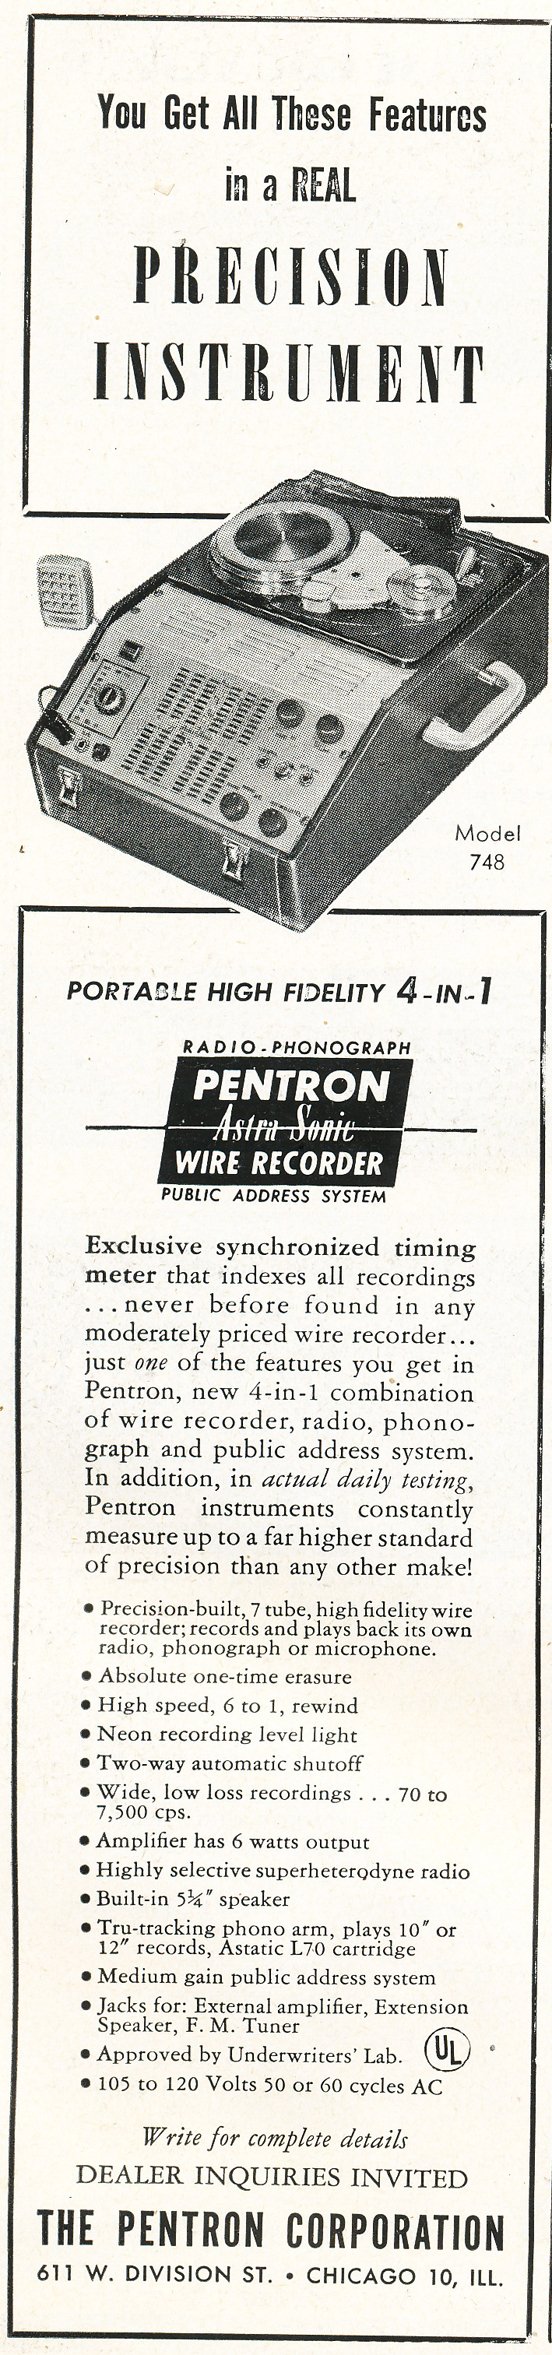 You Get All These Features
in a REAL
PRECISION
INSTRUMENT
Model
748
PORTABLE HIGH FIDELITY 4-IN-1
RADIO-PHONOGRAPH
PENTRON
Astra Sonic
WIRE RECORDER
PUBLIC ADDRESS SYSTEM
Exclusive synchronized timing
meter that indexes all recordings
...never before found in any
moderately priced wire recorder...
just one of the features you get in
Pentron, new 4-in-1 combination
of wire recorder, radio, phono-
graph and public address system.
In addition, in actual daily testing,
Pentron instruments constantly
measure up to a far higher standard
of precision than any other make!
• Precision-built, 7 tube, high fidelity wire
recorder; records and plays back its own
radio, phonograph or microphone.
• Absolute one-time erasure
• High speed, 6 to 1, rewind
• Neon recording level light
• Two-way automatic shutoff
• Wide, low loss recordings . . . 70 to
7,500 cps.
• Amplifier has 6 watts output
• Highly selective superheterodyne radio
• Built-in 5¼" speaker
• Tru-tracking phono arm, plays 10" or
12" records, Astatic L70 cartridge
• Medium gain public address system
• Jacks for: External amplifier, Extension
Speaker, F. M. Tuner
• Approved by Underwriters' Lab. UL
• 105 to 120 Volts 50 or 60 cycles AC
Write for complete details
DEALER INQUIRIES INVITED
THE PENTRON CORPORATION
611 W. DIVISION ST. • CHICAGO 10, ILL.